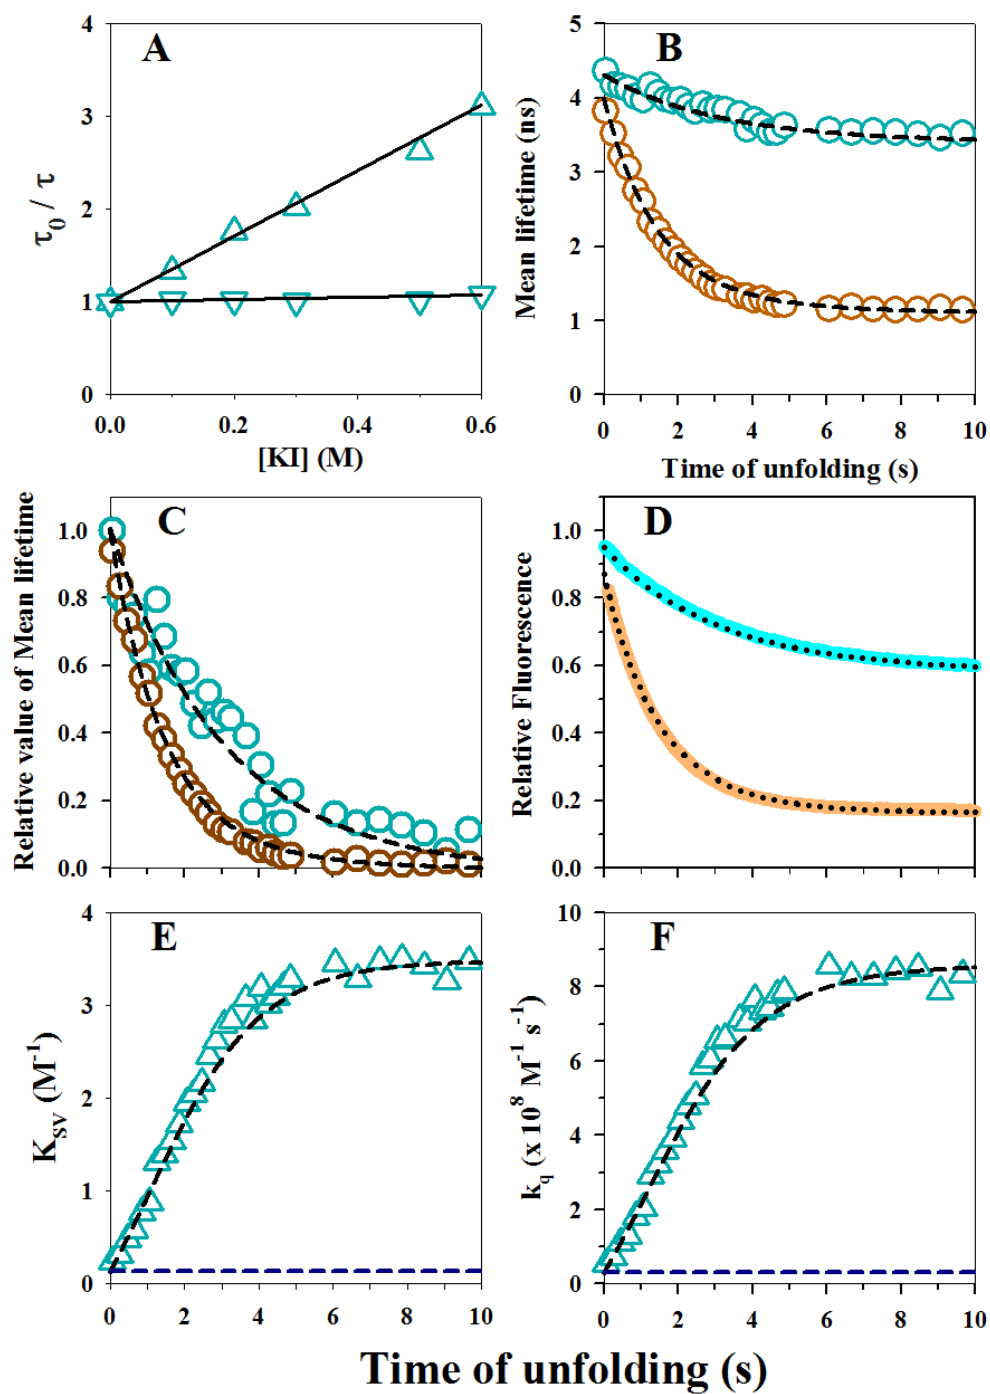 A
τ0 / τ
4
3
2
1
0
0.0 0.2 0.4 0.6
[KI] (M)
B
Mean lifetime (ns)
5
4
3
2
1
0
0 2 4 6 8 10
Time of unfolding (s)
C
Relative value of Mean lifetime
1.0
0.8
0.6
0.4
0.2
0.0
D
Relative Fluorescence
1.0
0.8
0.6
0.4
0.2
0.0
E
KSV (M-1)
4
3
2
1
0
0 2 4 6 8 10
F
kq (x 10^8 M-1 s-1)
10
8
6
4
2
0
0 2 4 6 8 10
Time of unfolding (s)